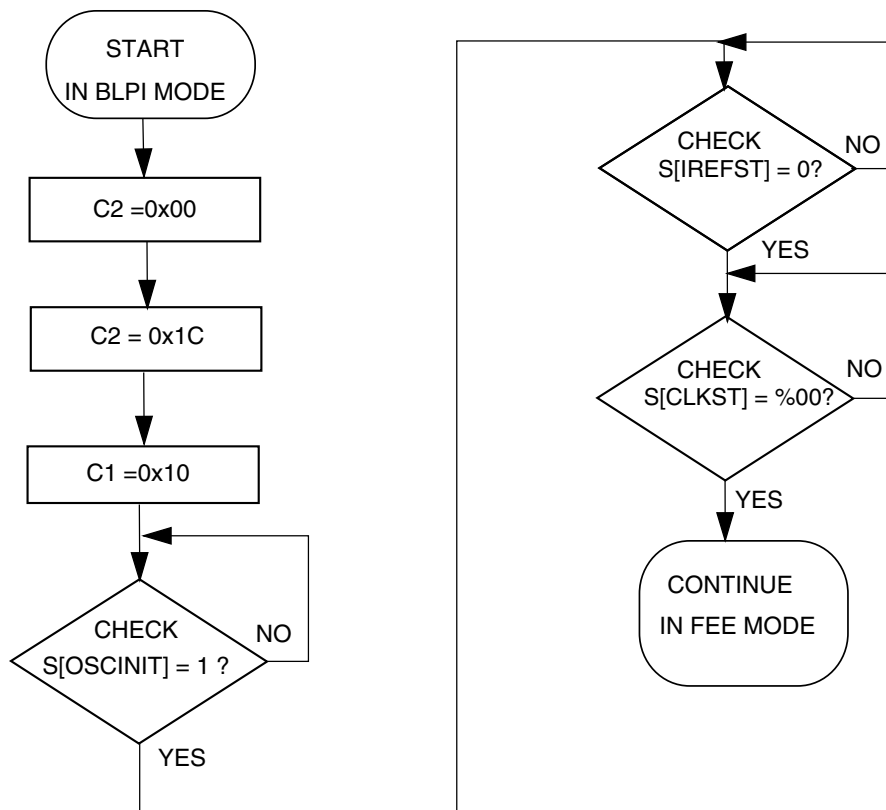 START
IN BLPI MODE
C2 =0x00
C2 = 0x1C
C1 =0x10
CHECK
S[OSCINIT] = 1 ?
NO
YES
CHECK
S[IREFST] = 0?
NO
YES
CHECK
S[CLKST] = %00?
NO
YES
CONTINUE
IN FEE MODE